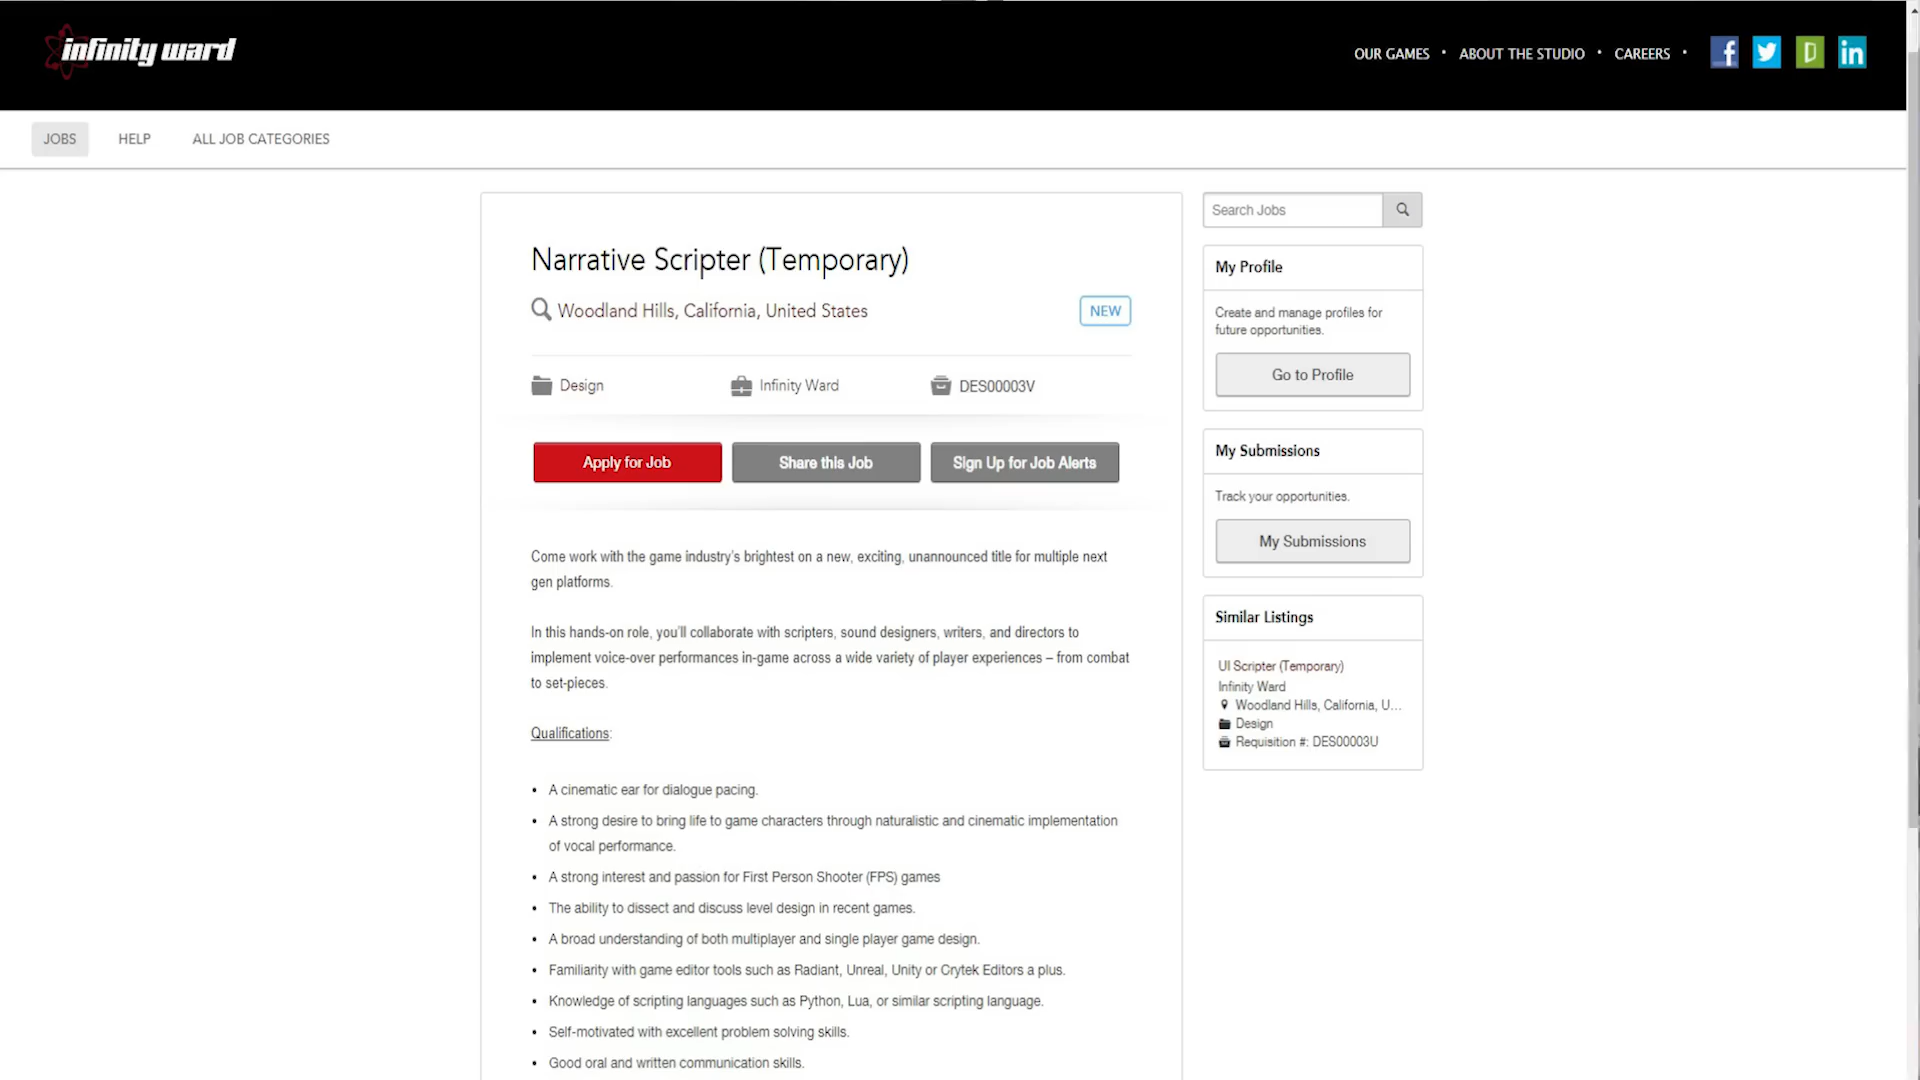 infinity ward
OUR GAMES • ABOUT THE STUDIO • CAREERS •
JOBS HELP ALL JOB CATEGORIES
Narrative Scripter (Temporary)
Woodland Hills, California, United States
NEW
Design
Infinity Ward
DES00003V
Apply for Job
Share this Job
Sign Up for Job Alerts
Come work with the game industry's brightest on a new, exciting, unannounced title for multiple next
gen platforms.
In this hands-on role, you'll collaborate with scripters, sound designers, writers, and directors to
implement voice-over performances in-game across a wide variety of player experiences – from combat
to set-pieces.
Qualifications:
• A cinematic ear for dialogue pacing.
• A strong desire to bring life to game characters through naturalistic and cinematic implementation
of vocal performance.
• A strong interest and passion for First Person Shooter (FPS) games
• The ability to dissect and discuss level design in recent games.
• A broad understanding of both multiplayer and single player game design.
• Familiarity with game editor tools such as Radiant, Unreal, Unity or Crytek Editors a plus.
• Knowledge of scripting languages such as Python, Lua, or similar scripting language.
• Self-motivated with excellent problem solving skills.
• Good oral and written communication skills.
Search Jobs
My Profile
Create and manage profiles for
future opportunities.
Go to Profile
My Submissions
Track your opportunities.
My Submissions
Similar Listings
UI Scripter (Temporary)
Infinity Ward
Woodland Hills, California, U...
Design
Requisition #: DES00003U